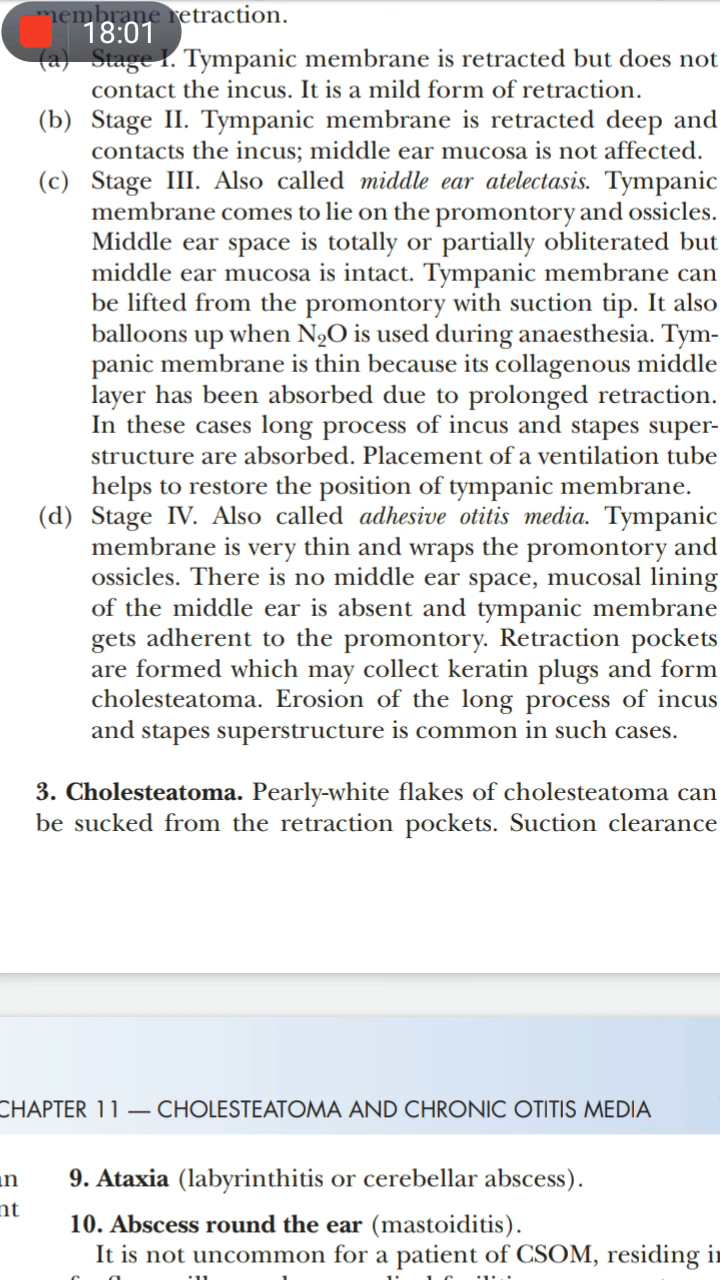 membrane retraction.
18:01
(a) Stage I. Tympanic membrane is retracted but does not
contact the incus. It is a mild form of retraction.
(b) Stage II. Tympanic membrane is retracted deep and
contacts the incus; middle ear mucosa is not affected.
(c) Stage III. Also called middle ear atelectasis. Tympanic
membrane comes to lie on the promontory and ossicles.
Middle ear space is totally or partially obliterated but
middle ear mucosa is intact. Tympanic membrane can
be lifted from the promontory with suction tip. It also
balloons up when N₂O is used during anaesthesia. Tym-
panic membrane is thin because its collagenous middle
layer has been absorbed due to prolonged retraction.
In these cases long process of incus and stapes super-
structure are absorbed. Placement of a ventilation tube
helps to restore the position of tympanic membrane.
(d) Stage IV. Also called adhesive otitis media. Tympanic
membrane is very thin and wraps the promontory and
ossicles. There is no middle ear space, mucosal lining
of the middle ear is absent and tympanic membrane
gets adherent to the promontory. Retraction pockets
are formed which may collect keratin plugs and form
cholesteatoma. Erosion of the long process of incus
and stapes superstructure is common in such cases.
3. Cholesteatoma. Pearly-white flakes of cholesteatoma can
be sucked from the retraction pockets. Suction clearance
CHAPTER 11 — CHOLESTEATOMA AND CHRONIC OTITIS MEDIA
9. Ataxia (labyrinthitis or cerebellar abscess).
10. Abscess round the ear (mastoiditis).
It is not uncommon for a patient of CSOM, residing